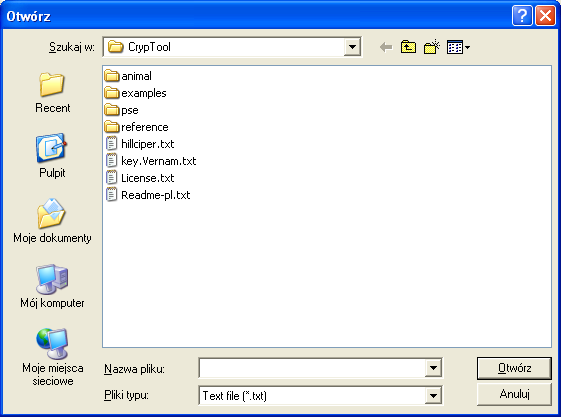 Otwórz
Szukaj w:
CrypTool
Recent
Pulpit
Moje dokumenty
Mój komputer
Moje miejsca
sieciowe
animal
examples
pse
reference
hillciper.txt
key.Vernam.txt
License.txt
Readme-pl.txt
Nazwa pliku:
Otwórz
Pliki typu:
Text file (*.txt)
Anuluj